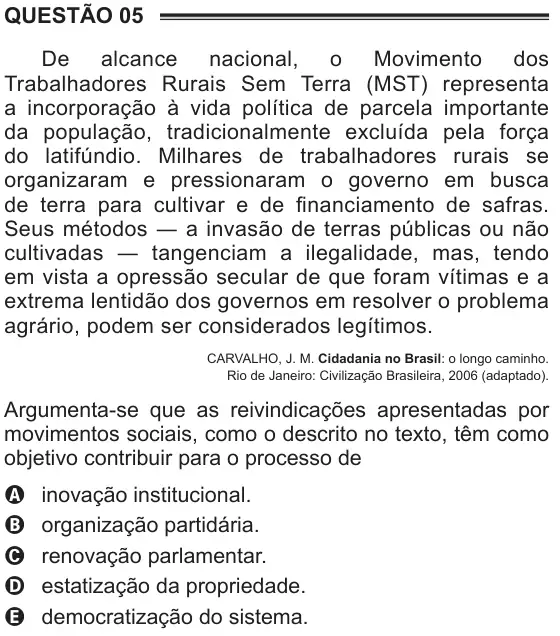 QUESTÃO 05
De alcance nacional, o Movimento dos
Trabalhadores Rurais Sem Terra (MST) representa
a incorporação à vida política de parcela importante
da população, tradicionalmente excluída pela força
do latifúndio. Milhares de trabalhadores rurais se
organizaram e pressionaram o governo em busca
de terra para cultivar e de financiamento de safras.
Seus métodos — a invasão de terras públicas ou não
cultivadas — tangenciam a ilegalidade, mas, tendo
em vista a opressão secular de que foram vítimas e a
extrema lentidão dos governos em resolver o problema
agrário, podem ser considerados legítimos.
CARVALHO, J. M. Cidadania no Brasil: o longo caminho.
Rio de Janeiro: Civilização Brasileira, 2006 (adaptado).
Argumenta-se que as reivindicações apresentadas por
movimentos sociais, como o descrito no texto, têm como
objetivo contribuir para o processo de
A inovação institucional.
B organização partidária.
C renovação parlamentar.
D estatização da propriedade.
E democratização do sistema.